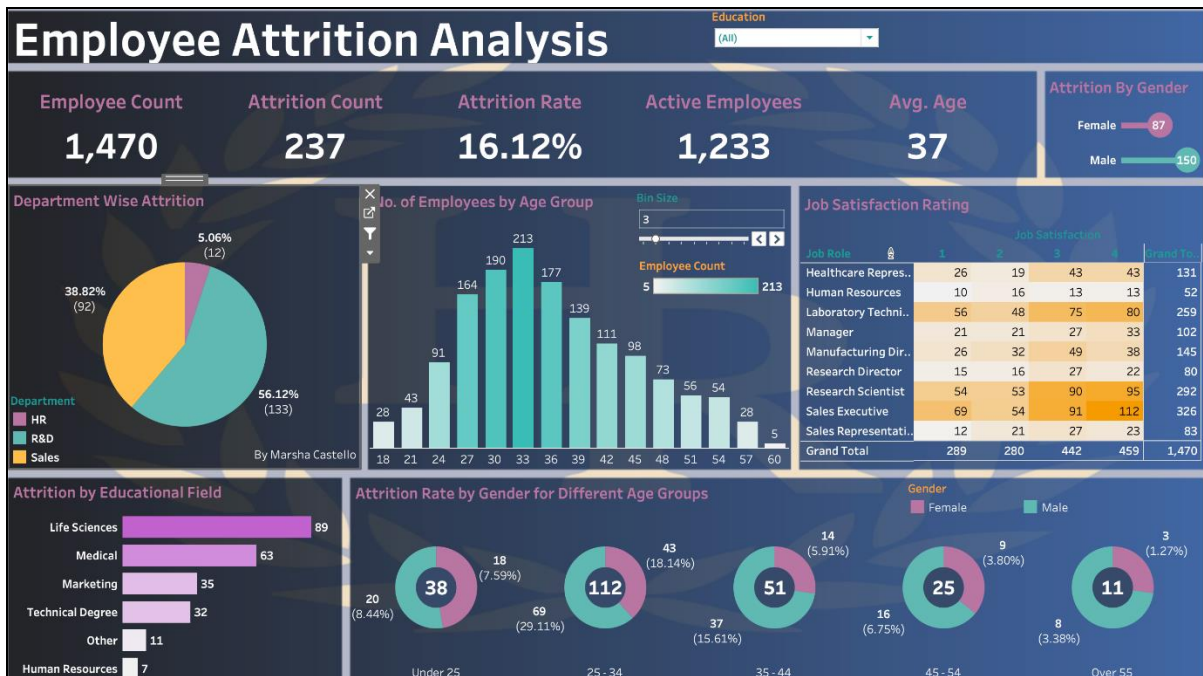 Employee Attrition Analysis
Education
(All)
Employee Count
1,470
Attrition Count
237
Attrition Rate
16.12%
Active Employees
1,233
Avg. Age
37
Attrition By Gender
Female 87
Male 150
Department Wise Attrition
5.06%
(12)
38.82%
(92)
56.12%
(133)
Department
HR
R&D
Sales
By Marsha Castello
No. of Employees by Age Group
Bin Size
3
Employee Count
5 213
28 43 91 164 190 213 177 139 111 98 73 56 54 28 5
18 21 24 27 30 33 36 39 42 45 48 51 54 57 60
Job Satisfaction Rating
Job Satisfaction
Job Role 1 2 3 4 Grand To..
Healthcare Repres.. 26 19 43 43 131
Human Resources 10 16 13 13 52
Laboratory Techni.. 56 48 75 80 259
Manager 21 21 27 33 102
Manufacturing Dir.. 26 32 49 38 145
Research Director 15 16 27 22 80
Research Scientist 54 53 90 95 292
Sales Executive 69 54 91 112 326
Sales Representati.. 12 21 27 23 83
Grand Total 289 280 442 459 1,470
Attrition by Educational Field
Life Sciences 89
Medical 63
Marketing 35
Technical Degree 32
Other 11
Human Resources 7
Attrition Rate by Gender for Different Age Groups
Gender
Female Male
18
(7.59%)
38
20
(8.44%)
Under 25
43
(18.14%)
112
69
(29.11%)
25 - 34
14
(5.91%)
51
37
(15.61%)
35 - 44
9
(3.80%)
25
16
(6.75%)
45 - 54
3
(1.27%)
11
8
(3.38%)
Over 55